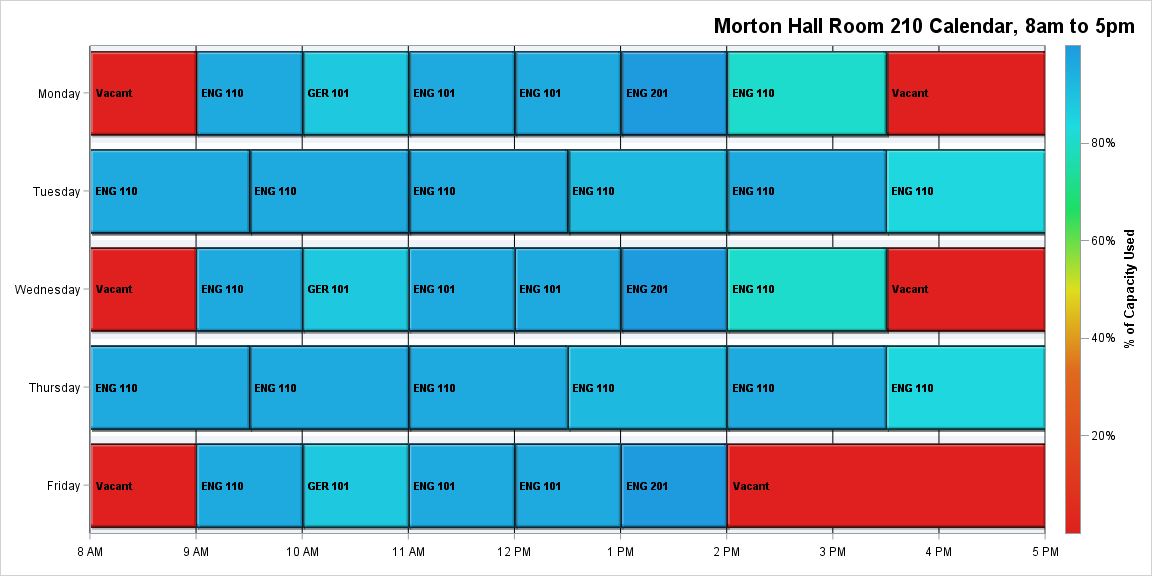 Morton Hall Room 210 Calendar, 8am to 5pm
Monday
Vacant
ENG 110
GER 101
ENG 101
ENG 101
ENG 201
ENG 110
Vacant
Tuesday
ENG 110
ENG 110
ENG 110
ENG 110
ENG 110
ENG 110
Wednesday
Vacant
ENG 110
GER 101
ENG 101
ENG 101
ENG 201
ENG 110
Vacant
Thursday
ENG 110
ENG 110
ENG 110
ENG 110
ENG 110
ENG 110
Friday
Vacant
ENG 110
GER 101
ENG 101
ENG 101
ENG 201
Vacant
8 AM
9 AM
10 AM
11 AM
12 PM
1 PM
2 PM
3 PM
4 PM
5 PM
80%
60%
40%
20%
% of Capacity Used